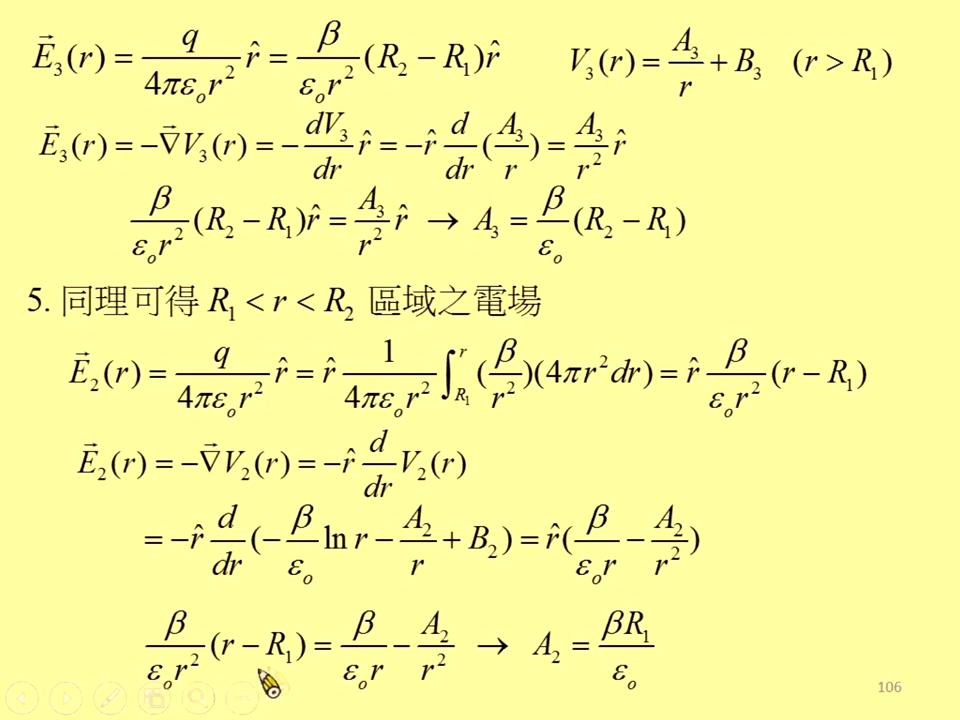 E⃗₃(r) = q/(4πε₀r²) r̂ = β/(ε₀r²) (R₂ − R₁)r̂    V₃(r) = A₃/r + B₃  (r > R₁)
E⃗₃(r) = −∇⃗V₃(r) = −dV₃/dr r̂ = −r̂ d/dr (A₃/r) = A₃/r² r̂
β/(ε₀r²) (R₂ − R₁)r̂ = A₃/r² r̂ → A₃ = β/ε₀ (R₂ − R₁)
5. 同理可得 R₁ < r < R₂ 區域之電場
E⃗₂(r) = q/(4πε₀r²) r̂ = r̂ 1/(4πε₀r²) ∫_{R₁}^{r} (β/r²)(4πr²dr) = r̂ β/(ε₀r²) (r − R₁)
E⃗₂(r) = −∇⃗V₂(r) = −r̂ d/dr V₂(r)
= −r̂ d/dr (−β/ε₀ ln r − A₂/r + B₂) = r̂(β/(ε₀r) − A₂/r²)
β/(ε₀r²) (r − R₁) = β/(ε₀r) − A₂/r² → A₂ = βR₁/ε₀
106